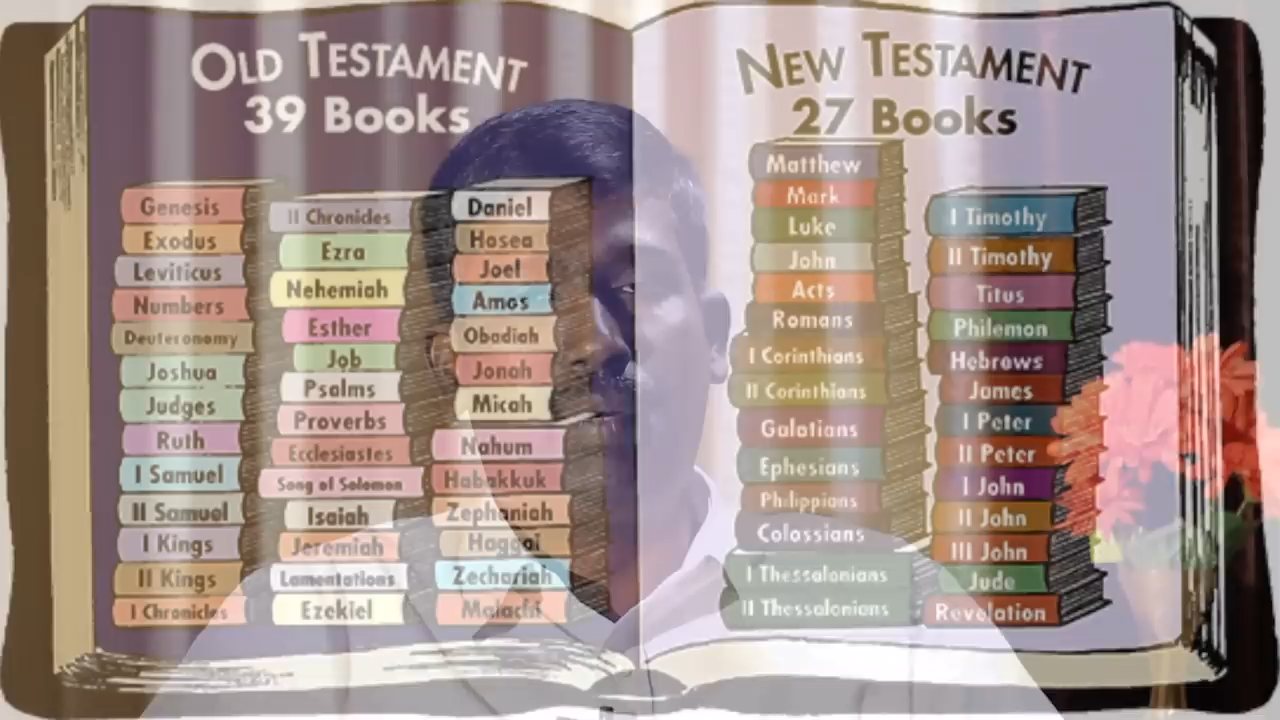 OLD TESTAMENT
39 Books
Genesis
Exodus
Leviticus
Numbers
Deuteronomy
Joshua
Judges
Ruth
I Samuel
II Samuel
I Kings
II Kings
I Chronicles
II Chronicles
Ezra
Nehemiah
Esther
Job
Psalms
Proverbs
Ecclesiastes
Song of Solomon
Isaiah
Jeremiah
Lamentations
Ezekiel
Daniel
Hosea
Joel
Amos
Obadiah
Jonah
Micah
Nahum
Habakkuk
Zephaniah
Haggai
Zechariah
Malachi
NEW TESTAMENT
27 Books
Matthew
Mark
Luke
John
Acts
Romans
I Corinthians
II Corinthians
Galatians
Ephesians
Philippians
Colossians
I Thessalonians
II Thessalonians
I Timothy
II Timothy
Titus
Philemon
Hebrews
James
I Peter
II Peter
I John
II John
III John
Jude
Revelation